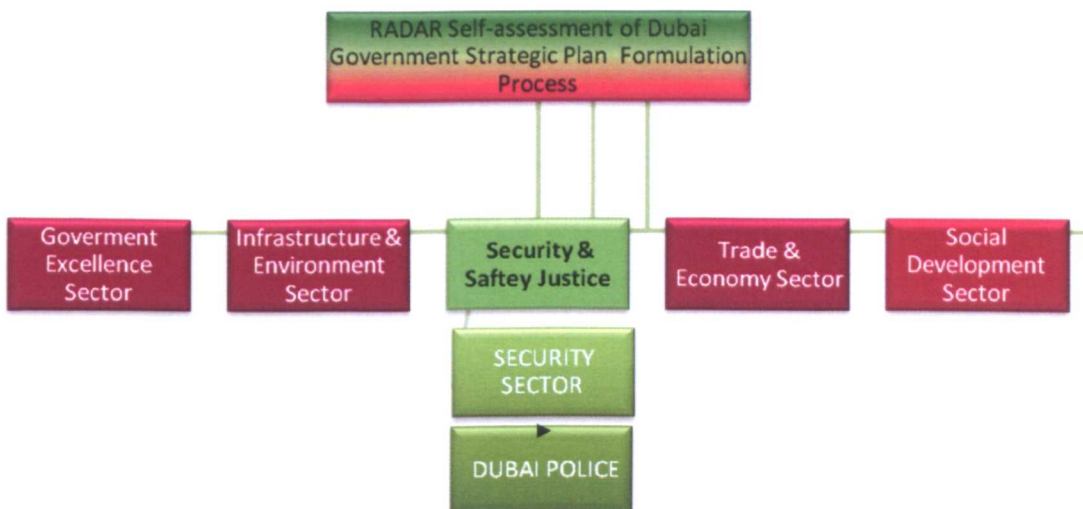 RADAR Self-assessment of Dubai
Government Strategic Plan Formulation
Process
Goverment
Excellence
Sector
Infrastructure &
Environment
Sector
Security &
Saftey Justice
Trade &
Economy Sector
Social
Development
Sector
SECURITY
SECTOR
DUBAI POLICE